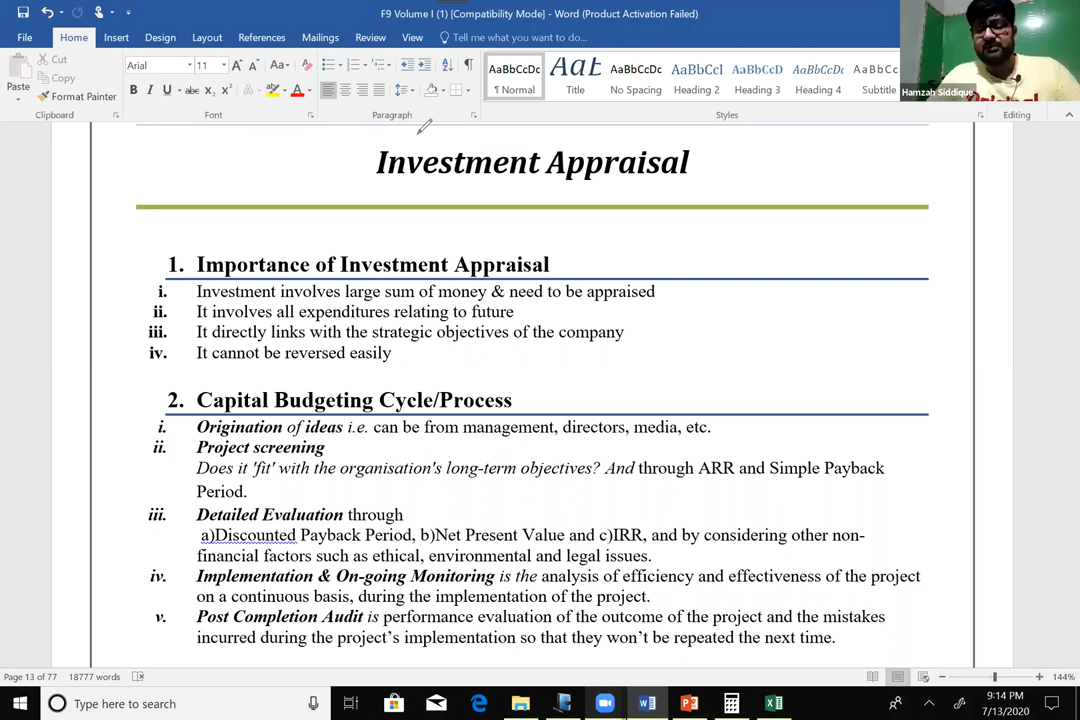 F9 Volume I (1) [Compatibility Mode] - Word (Product Activation Failed)
File Home Insert Design Layout References Mailings Review View Tell me what you want to do...
Cut
Copy
Format Painter
Paste
Arial 11
Aa
B I U abc X₂ X²
AaBbCcDc AaB AaBbCcDc AaBbCcI AaBbCcD AaBbCcDc AaBbCc
¶ Normal Title No Spacing Heading 2 Heading 3 Heading 4 Subtitle
Clipboard Font Paragraph Styles Editing
Hamzah Siddique
Investment Appraisal
1. Importance of Investment Appraisal
i. Investment involves large sum of money & need to be appraised
ii. It involves all expenditures relating to future
iii. It directly links with the strategic objectives of the company
iv. It cannot be reversed easily
2. Capital Budgeting Cycle/Process
i. Origination of ideas i.e. can be from management, directors, media, etc.
ii. Project screening
Does it 'fit' with the organisation's long-term objectives? And through ARR and Simple Payback
Period.
iii. Detailed Evaluation through
a)Discounted Payback Period, b)Net Present Value and c)IRR, and by considering other non-
financial factors such as ethical, environmental and legal issues.
iv. Implementation & On-going Monitoring is the analysis of efficiency and effectiveness of the project
on a continuous basis, during the implementation of the project.
v. Post Completion Audit is performance evaluation of the outcome of the project and the mistakes
incurred during the project's implementation so that they won't be repeated the next time.
Page 13 of 77 18777 words 144%
Type here to search
9:14 PM
7/13/2020